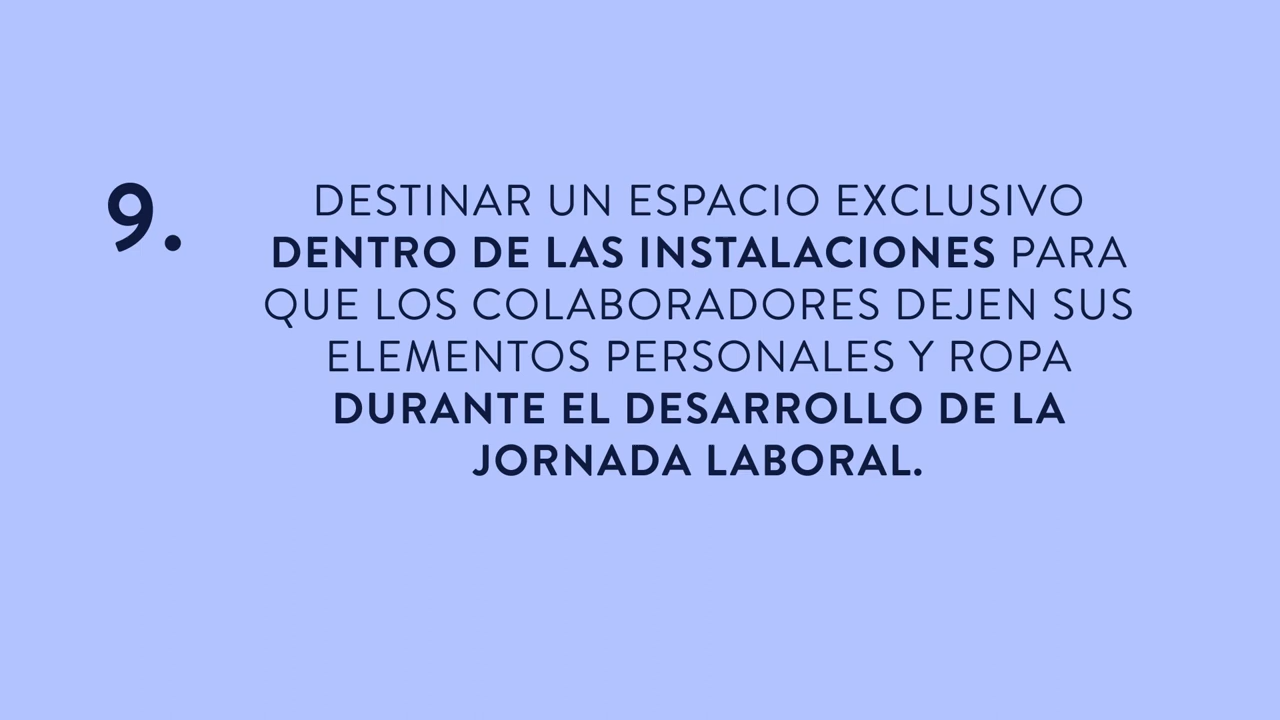 9.
DESTINAR UN ESPACIO EXCLUSIVO
DENTRO DE LAS INSTALACIONES PARA
QUE LOS COLABORADORES DEJEN SUS
ELEMENTOS PERSONALES Y ROPA
DURANTE EL DESARROLLO DE LA
JORNADA LABORAL.